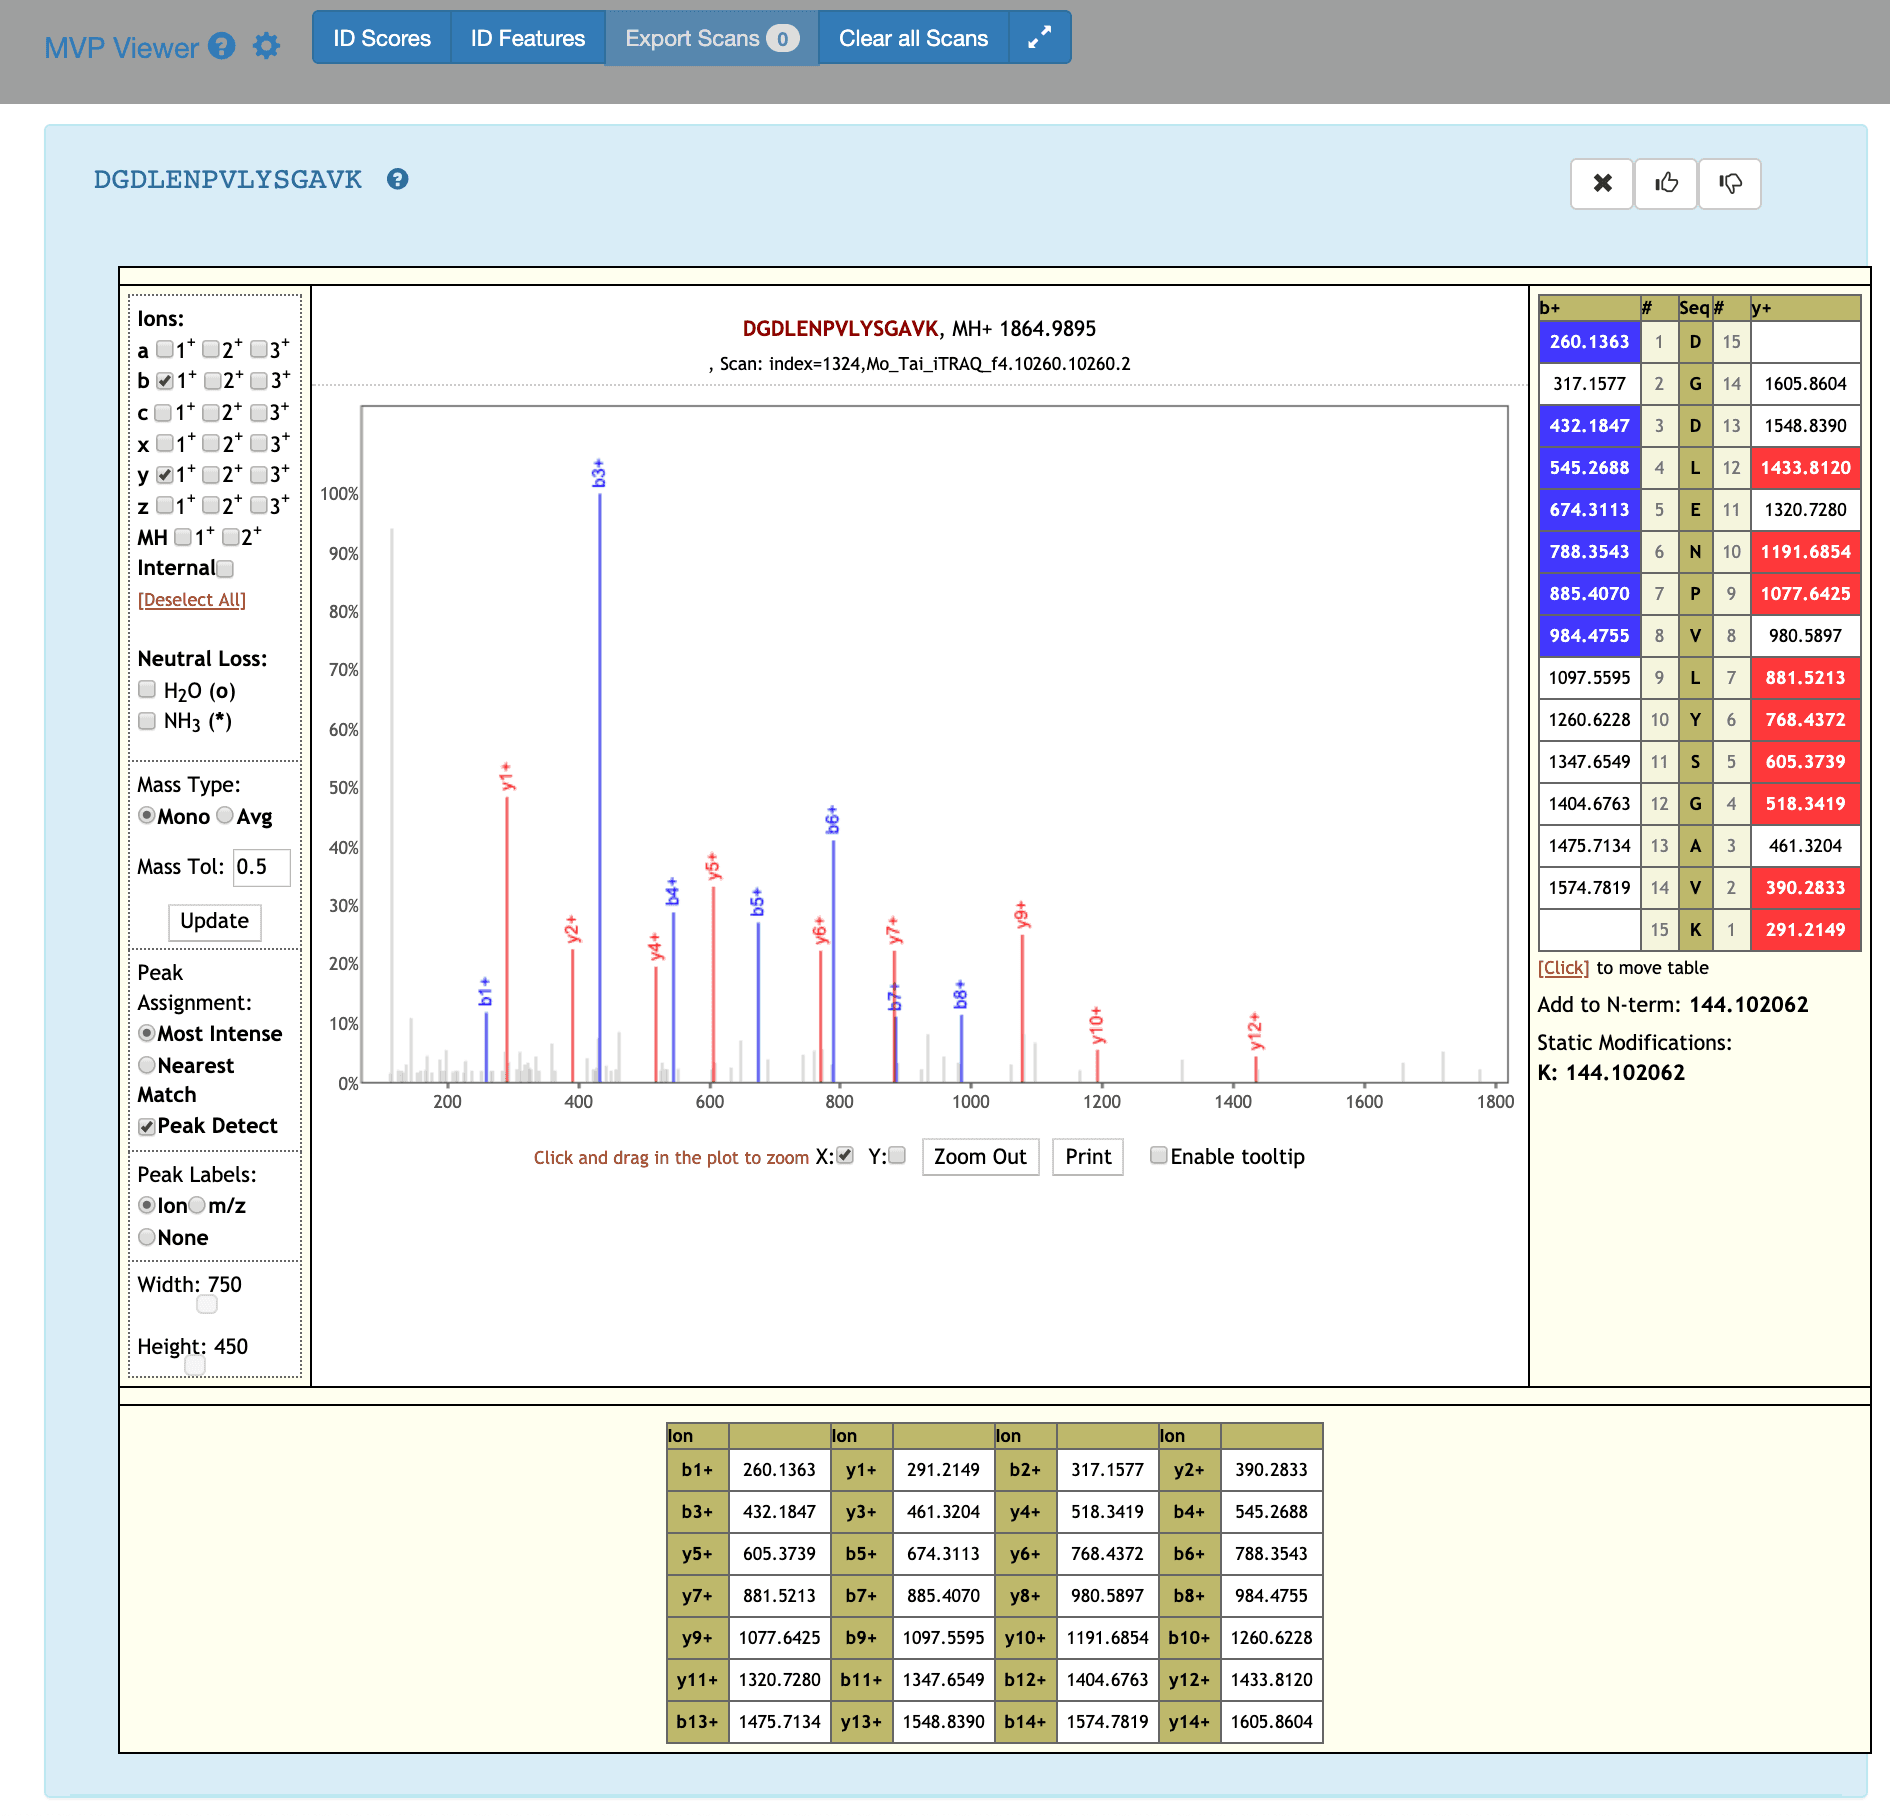 MVP Viewer ? ID Scores ID Features Export Scans 0 Clear all Scans
DGDLENPVLYSGAVK ?
Ions:
a 1+ 2+ 3+
b 1+ 2+ 3+
c 1+ 2+ 3+
x 1+ 2+ 3+
y 1+ 2+ 3+
z 1+ 2+ 3+
MH 1+ 2+
Internal
[Deselect All]
Neutral Loss:
H2O (o)
NH3 (*)
Mass Type:
Mono Avg
Mass Tol: 0.5
Update
Peak
Assignment:
Most Intense
Nearest
Match
Peak Detect
Peak Labels:
Ion m/z
None
Width: 750
Height: 450
DGDLENPVLYSGAVK, MH+ 1864.9895
, Scan: index=1324,Mo_Tai_iTRAQ_f4.10260.10260.2
100%
90%
80%
70%
60%
50%
40%
30%
20%
10%
0%
b1+
y1+
y2+
b3+
y4+
b4+
y5+
b5+
y6+
b6+
y7+
b7+
b8+
y9+
y10+
y12+
200 400 600 800 1000 1200 1400 1600 1800
Click and drag in the plot to zoom X: Y: Zoom Out Print Enable tooltip
b+ # Seq # y+
260.1363 1 D 15
317.1577 2 G 14 1605.8604
432.1847 3 D 13 1548.8390
545.2688 4 L 12 1433.8120
674.3113 5 E 11 1320.7280
788.3543 6 N 10 1191.6854
885.4070 7 P 9 1077.6425
984.4755 8 V 8 980.5897
1097.5595 9 L 7 881.5213
1260.6228 10 Y 6 768.4372
1347.6549 11 S 5 605.3739
1404.6763 12 G 4 518.3419
1475.7134 13 A 3 461.3204
1574.7819 14 V 2 390.2833
15 K 1 291.2149
[Click] to move table
Add to N-term: 144.102062
Static Modifications:
K: 144.102062
Ion Ion Ion Ion
b1+ 260.1363 y1+ 291.2149 b2+ 317.1577 y2+ 390.2833
b3+ 432.1847 y3+ 461.3204 y4+ 518.3419 b4+ 545.2688
y5+ 605.3739 b5+ 674.3113 y6+ 768.4372 b6+ 788.3543
y7+ 881.5213 b7+ 885.4070 y8+ 980.5897 b8+ 984.4755
y9+ 1077.6425 b9+ 1097.5595 y10+ 1191.6854 b10+ 1260.6228
y11+ 1320.7280 b11+ 1347.6549 b12+ 1404.6763 y12+ 1433.8120
b13+ 1475.7134 y13+ 1548.8390 b14+ 1574.7819 y14+ 1605.8604